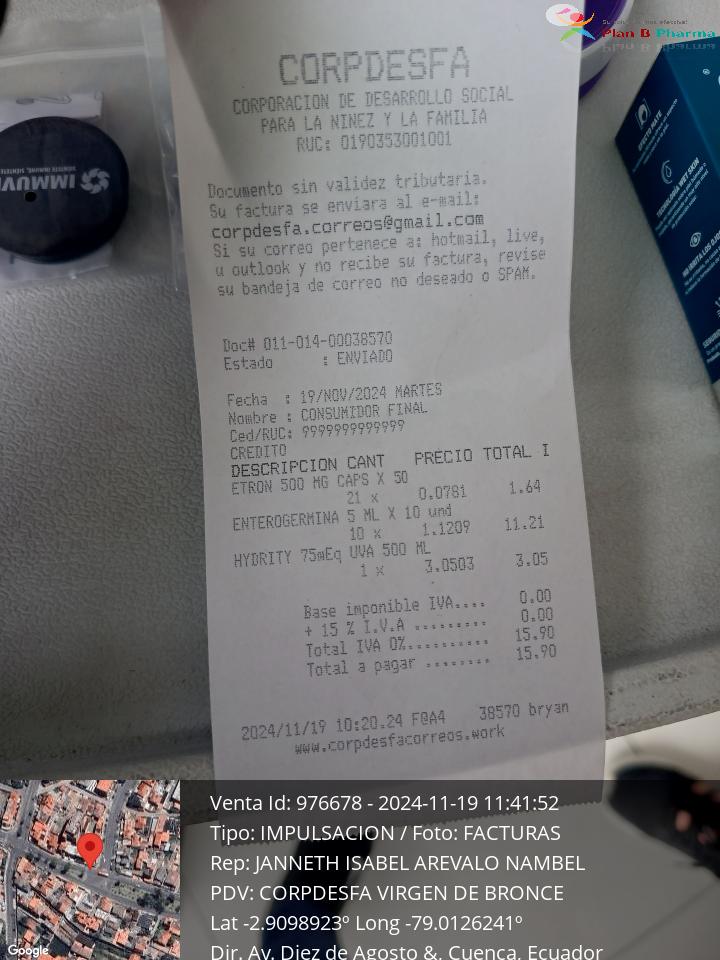 Plan B Pharma
IMMUVI
EFECTO MATE
TECNOLOGÍA WET SKIN
CORPDESFA
CORPORACION DE DESARROLLO SOCIAL
PARA LA NINEZ Y LA FAMILIA
RUC: 0190353001001
Documento sin validez tributaria.
Su factura se enviara al e-mail:
corpdesfa.correos@gmail.com
Si su correo pertenece a: hotmail, live,
u outlook y no recibe su factura, revise
su bandeja de correo no deseado o SPAM.
Doc# 011-014-00038570
Estado : ENVIADO
Fecha : 19/NOV/2024 MARTES
Nombre : CONSUMIDOR FINAL
Ced/RUC: 9999999999999
CREDITO
DESCRIPCION CANT PRECIO TOTAL I
ETRON 500 MG CAPS X 50
21 x 0.0781 1.64
ENTEROGERMINA 5 ML X 10 und
10 x 1.1209 11.21
HYDRITY 75mEq UVA 500 ML
1 x 3.0503 3.05
Base imponible IVA.... 0.00
+ 15 % I.V.A ......... 0.00
Total IVA 0%.......... 15.90
Total a pagar ........ 15.90
2024/11/19 10:20.24 F@A4 38570 bryan
www.corpdesfacorreos.work
Venta Id: 976678 - 2024-11-19 11:41:52
Tipo: IMPULSACION / Foto: FACTURAS
Rep: JANNETH ISABEL AREVALO NAMBEL
PDV: CORPDESFA VIRGEN DE BRONCE
Lat -2.9098923º Long -79.0126241º
Dir. Av. Diez de Agosto &, Cuenca, Ecuador
Google